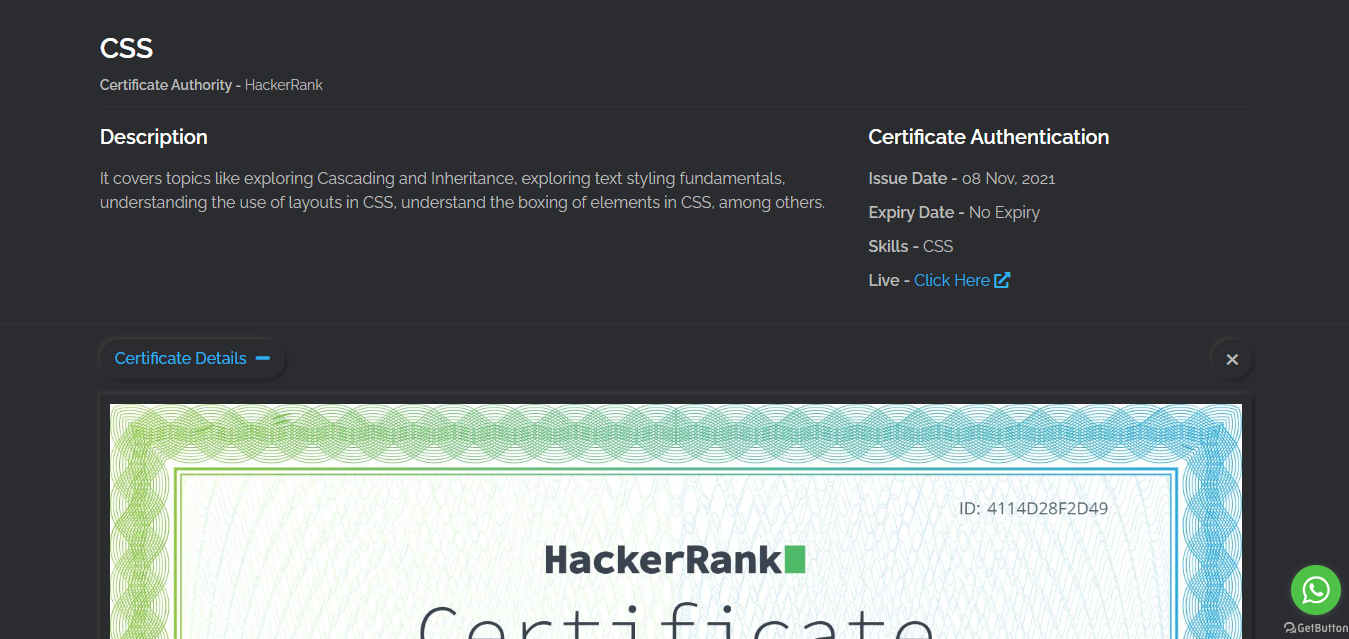 CSS
Certificate Authority - HackerRank
Description
It covers topics like exploring Cascading and Inheritance, exploring text styling fundamentals,
understanding the use of layouts in CSS, understand the boxing of elements in CSS, among others.
Certificate Authentication
Issue Date - 08 Nov, 2021
Expiry Date - No Expiry
Skills - CSS
Live - Click Here
Certificate Details
ID: 4114D28F2D49
HackerRank
Certificate
GetButton